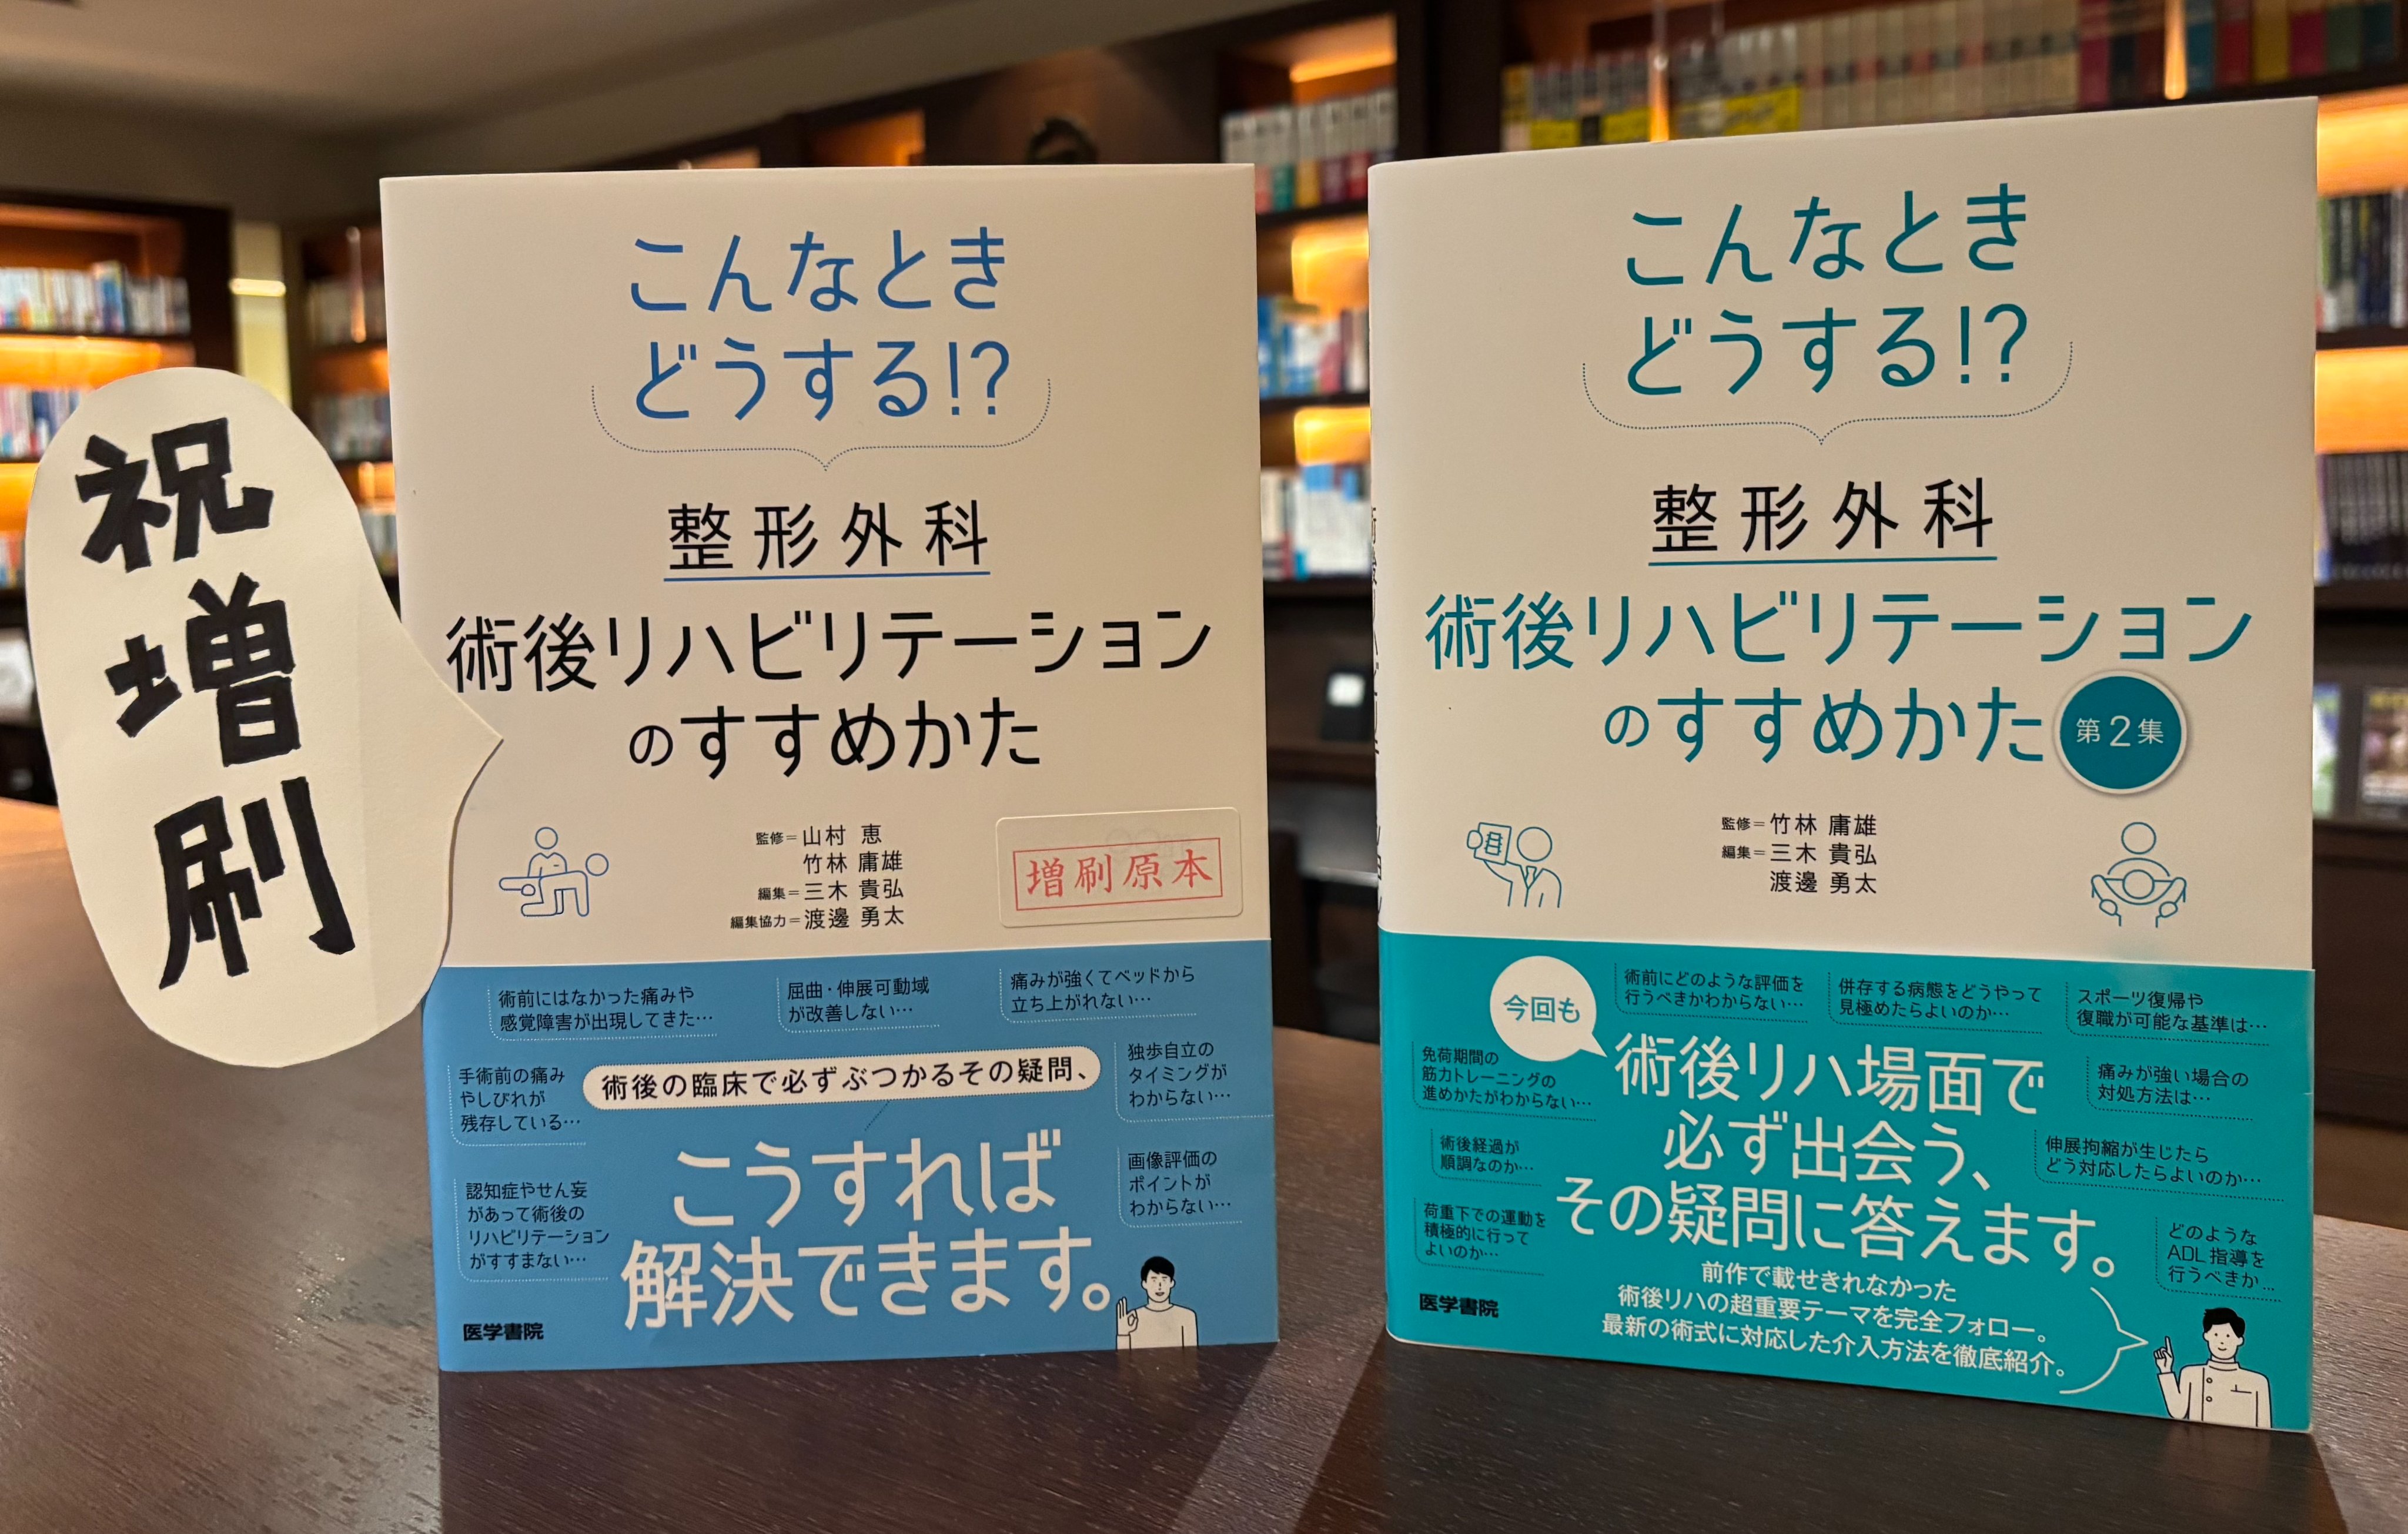 祝
増
刷
こんなとき
どうする!?
整形外科
術後リハビリテーション
のすすめかた
監修=山村 恵
竹林 庸雄
編集=三木 貴弘
編集協力=渡邊 勇太
増刷原本
術前にはなかった痛みや
感覚障害が出現してきた…
屈曲・伸展可動域
が改善しない…
痛みが強くてベッドから
立ち上がれない…
手術前の痛み
やしびれが
残存している…
術後の臨床で必ずぶつかるその疑問、
独歩自立の
タイミングが
わからない…
こうすれば
解決できます。
認知症やせん妄
があって術後の
リハビリテーション
がすすまない…
画像評価の
ポイントが
わからない…
医学書院
こんなとき
どうする!?
整形外科
術後リハビリテーション
のすすめかた
第2集
監修=竹林 庸雄
編集=三木 貴弘
渡邊 勇太
今回も
術前にどのような評価を
行うべきかわからない…
併存する病態をどうやって
見極めたらよいのか…
スポーツ復帰や
復職が可能な基準は…
免荷期間の
筋力トレーニングの
進めかたがわからない…
術後リハ場面で
必ず出会う、
その疑問に答えます。
痛みが強い場合の
対処方法は…
術後経過が
順調なのか…
伸展拘縮が生じたら
どう対応したらよいのか…
荷重下での運動を
積極的に行って
よいのか…
どのような
ADL指導を
行うべきか…
前作で載せきれなかった
術後リハの超重要テーマを完全フォロー。
最新の術式に対応した介入方法を徹底紹介。
医学書院